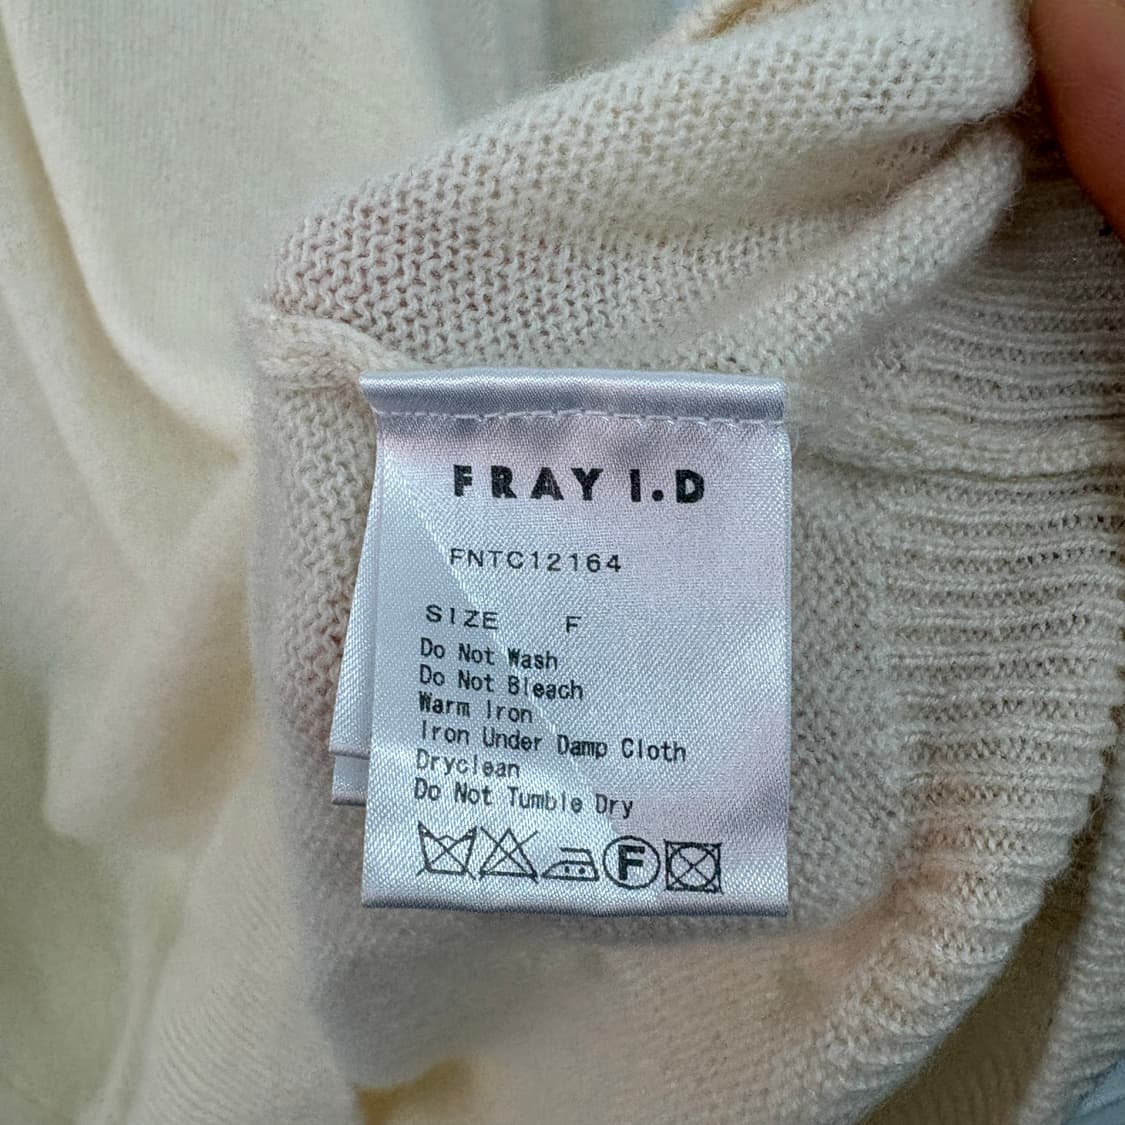 FRAY I.D
FNTC12164
SIZE F
Do Not Wash
Do Not Bleach
Warm Iron
Iron Under Damp Cloth
Dryclean
Do Not Tumble Dry
F